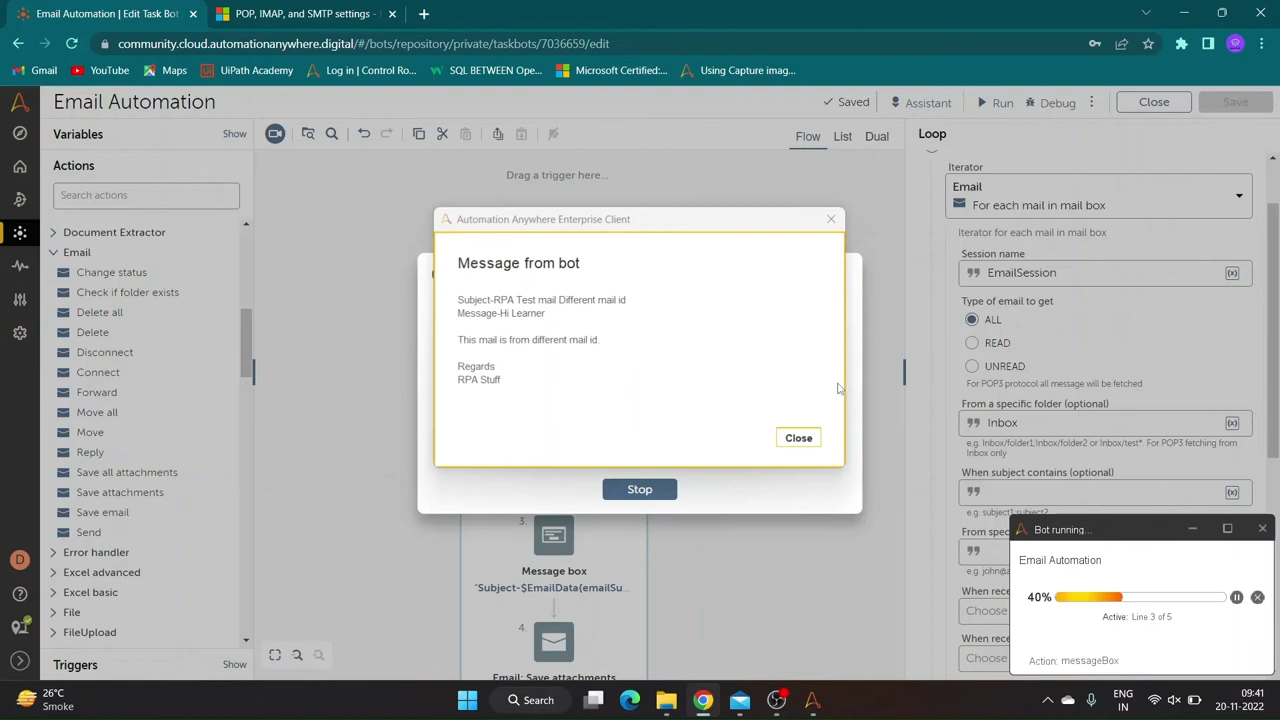 Email Automation | Edit Task Bot
POP, IMAP, and SMTP settings -
community.cloud.automationanywhere.digital/#/bots/repository/private/taskbots/7036659/edit
Gmail
YouTube
Maps
UiPath Academy
Log in | Control Ro...
SQL BETWEEN Ope...
Microsoft Certified:...
Using Capture imag...
Email Automation
Saved
Assistant
Run
Debug
Close
Save
Variables
Show
Flow
List
Dual
Loop
Actions
Search actions
Document Extractor
Email
Change status
Check if folder exists
Delete all
Delete
Disconnect
Connect
Forward
Move all
Move
Reply
Save all attachments
Save attachments
Save email
Send
Error handler
Excel advanced
Excel basic
File
FileUpload
Triggers
Show
Drag a trigger here...
Automation Anywhere Enterprise Client
Message from bot
Subject-RPA Test mail Different mail id
Message-Hi Learner
This mail is from different mail id.
Regards
RPA Stuff
Close
Stop
3.
Message box
"Subject-$EmailData{emailSu...
4.
Email: Save attachments
Iterator
Email
For each mail in mail box
Iterator for each mail in mail box
Session name
EmailSession
(x)
Type of email to get
ALL
READ
UNREAD
For POP3 protocol all message will be fetched
From a specific folder (optional)
Inbox
(x)
e.g. Inbox/folder1;Inbox/folder2 or Inbox/test*. For POP3 fetching from
Inbox only
When subject contains (optional)
(x)
e.g. subject1;subject2
From spec
e.g. john@a
When rece
Choose
When rece
Choose
Bot running...
Email Automation
40%
Active: Line 3 of 5
Action: messageBox
26°C
Smoke
Search
ENG
IN
09:41
20-11-2022
D